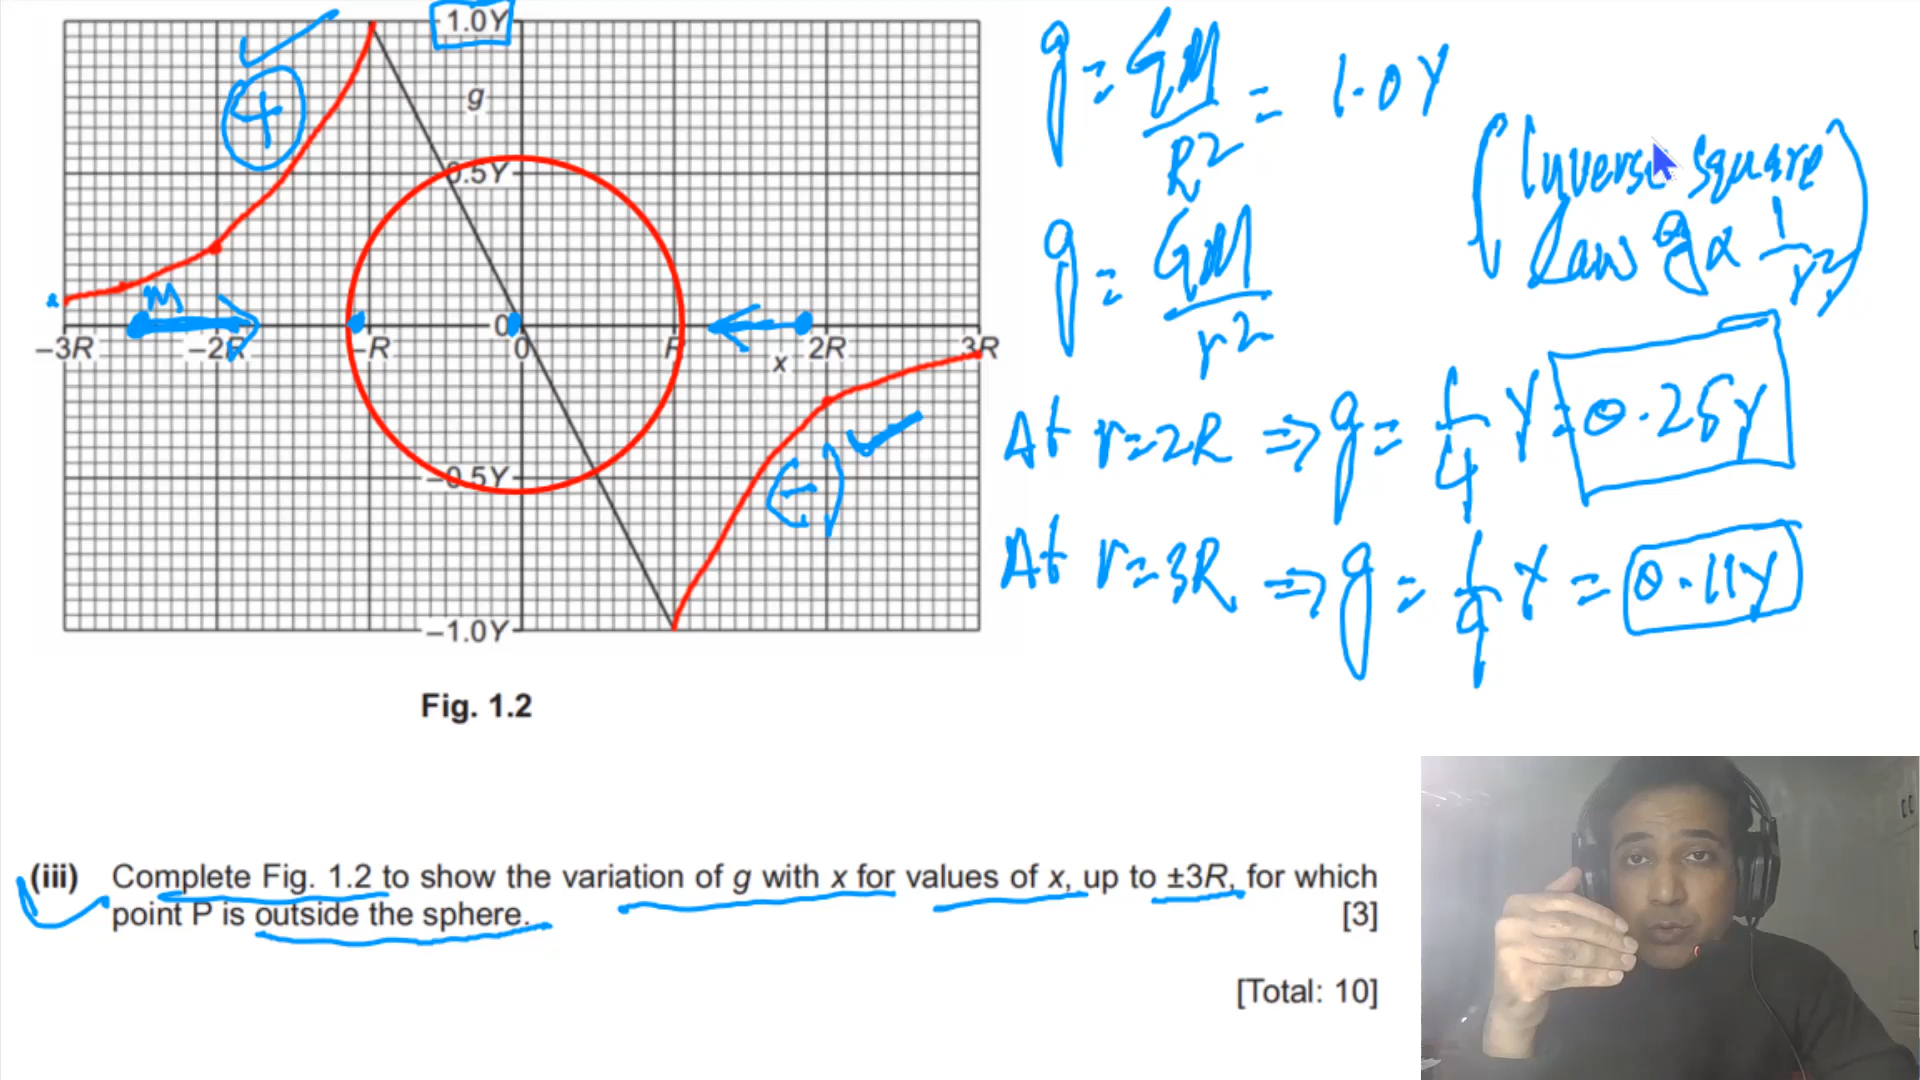 1.0Y
g
0.5Y
0
−3R −2R −R 0 R x 2R 3R
−0.5Y
−1.0Y
+
m
(−)
g = GM/R² = 1.0Y
(Inverse square
Law g α 1/r²)
g = GM/r²
At r=2R ⇒ g = 1/4 Y = 0.25Y
At r=3R ⇒ g = 1/9 Y = 0.11Y
Fig. 1.2
(iii) Complete Fig. 1.2 to show the variation of g with x for values of x, up to ±3R, for which
point P is outside the sphere. [3]
[Total: 10]